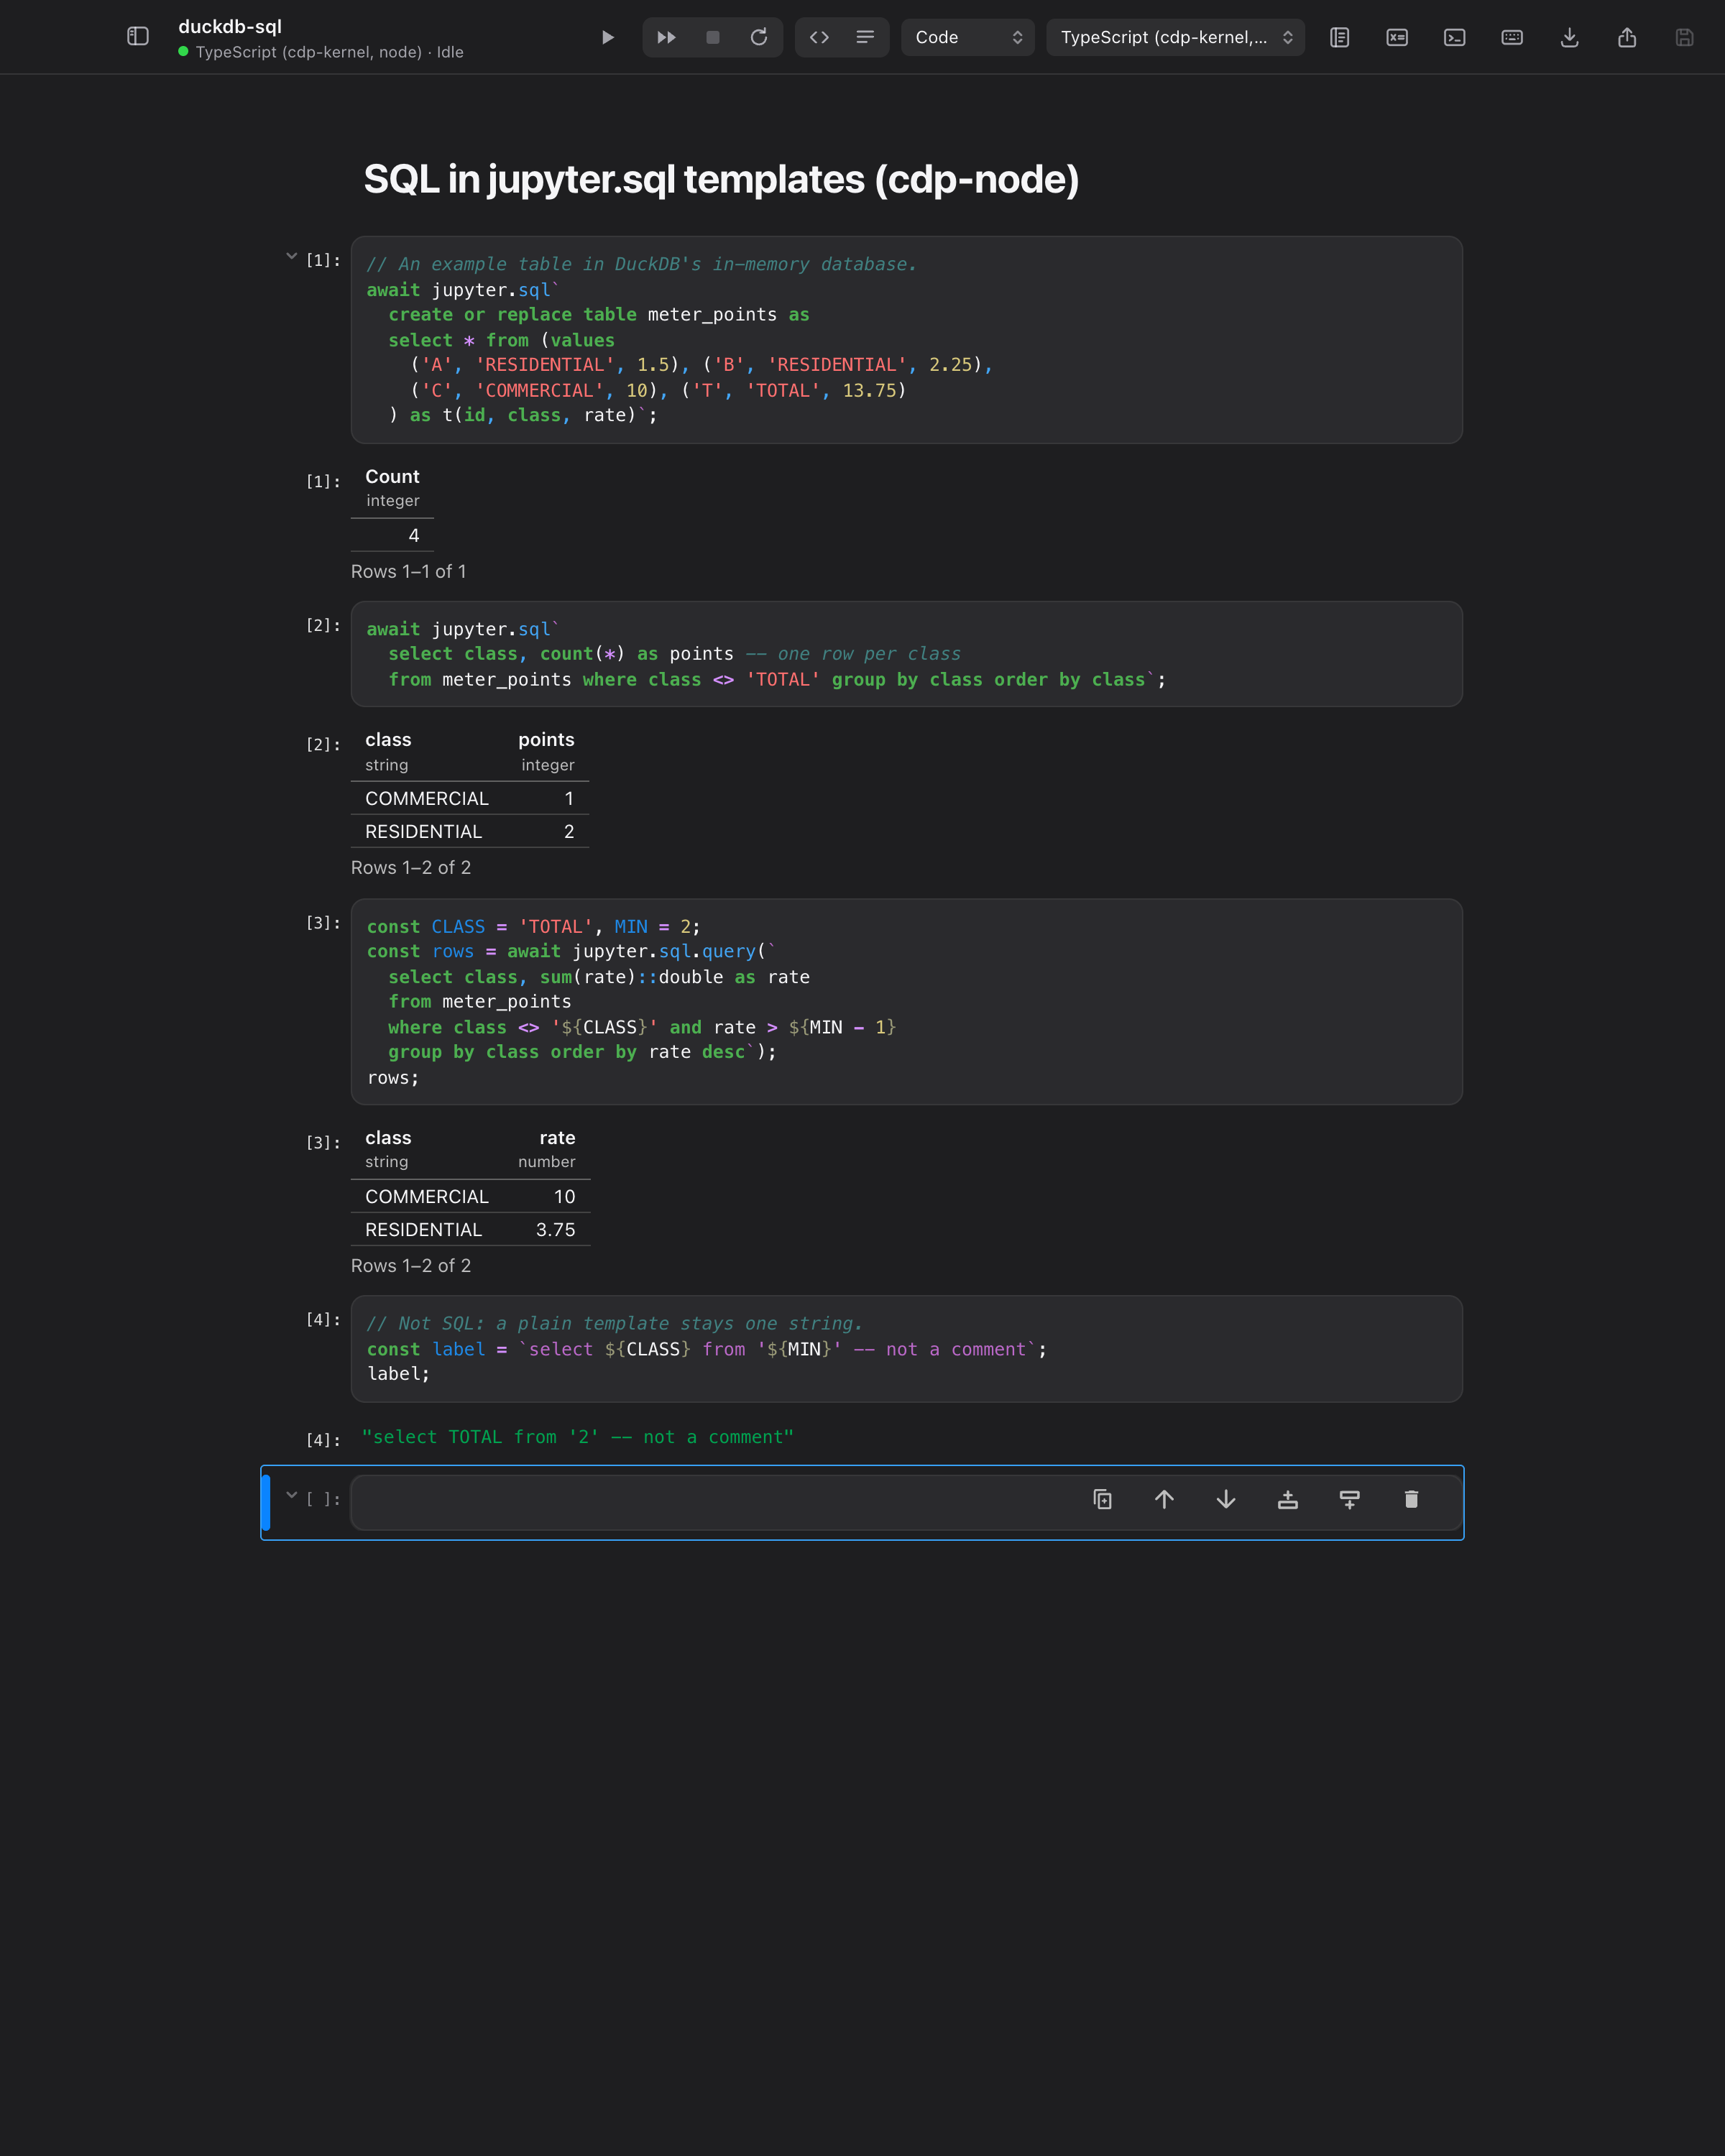 duckdb-sql
TypeScript (cdp-kernel, node) · Idle
Code
TypeScript (cdp-kernel,...
SQL in jupyter.sql templates (cdp-node)
[1]:
// An example table in DuckDB's in-memory database.
await jupyter.sql`
  create or replace table meter_points as
  select * from (values
    ('A', 'RESIDENTIAL', 1.5), ('B', 'RESIDENTIAL', 2.25),
    ('C', 'COMMERCIAL', 10), ('T', 'TOTAL', 13.75)
  ) as t(id, class, rate)`;
[1]:
Count
integer
4
Rows 1–1 of 1
[2]:
await jupyter.sql`
  select class, count(*) as points -- one row per class
  from meter_points where class <> 'TOTAL' group by class order by class`;
[2]:
class points
string integer
COMMERCIAL 1
RESIDENTIAL 2
Rows 1–2 of 2
[3]:
const CLASS = 'TOTAL', MIN = 2;
const rows = await jupyter.sql.query(`
  select class, sum(rate)::double as rate
  from meter_points
  where class <> '${CLASS}' and rate > ${MIN - 1}
  group by class order by rate desc`);
rows;
[3]:
class rate
string number
COMMERCIAL 10
RESIDENTIAL 3.75
Rows 1–2 of 2
[4]:
// Not SQL: a plain template stays one string.
const label = `select ${CLASS} from '${MIN}' -- not a comment`;
label;
[4]:
"select TOTAL from '2' -- not a comment"
[ ]: